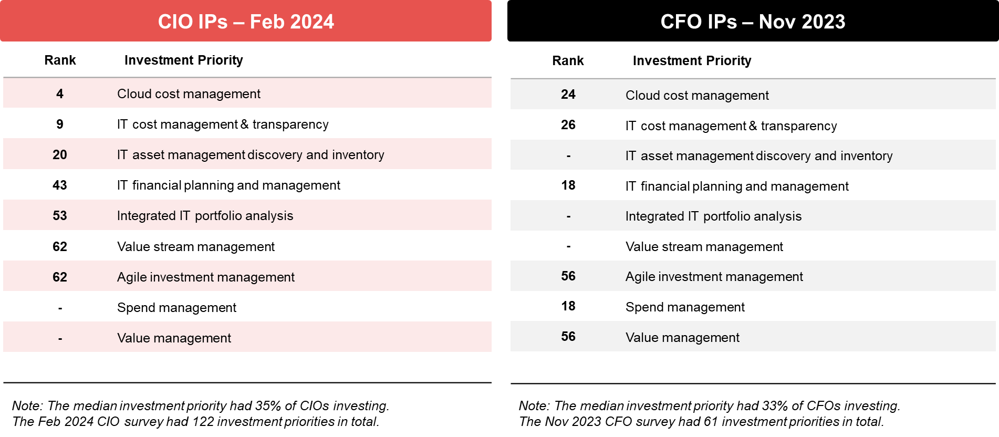 CIO IPs – Feb 2024
Rank Investment Priority
4 Cloud cost management
9 IT cost management & transparency
20 IT asset management discovery and inventory
43 IT financial planning and management
53 Integrated IT portfolio analysis
62 Value stream management
62 Agile investment management
- Spend management
- Value management
Note: The median investment priority had 35% of CIOs investing.
The Feb 2024 CIO survey had 122 investment priorities in total.
CFO IPs – Nov 2023
Rank Investment Priority
24 Cloud cost management
26 IT cost management & transparency
- IT asset management discovery and inventory
18 IT financial planning and management
- Integrated IT portfolio analysis
- Value stream management
56 Agile investment management
18 Spend management
56 Value management
Note: The median investment priority had 33% of CFOs investing.
The Nov 2023 CFO survey had 61 investment priorities in total.